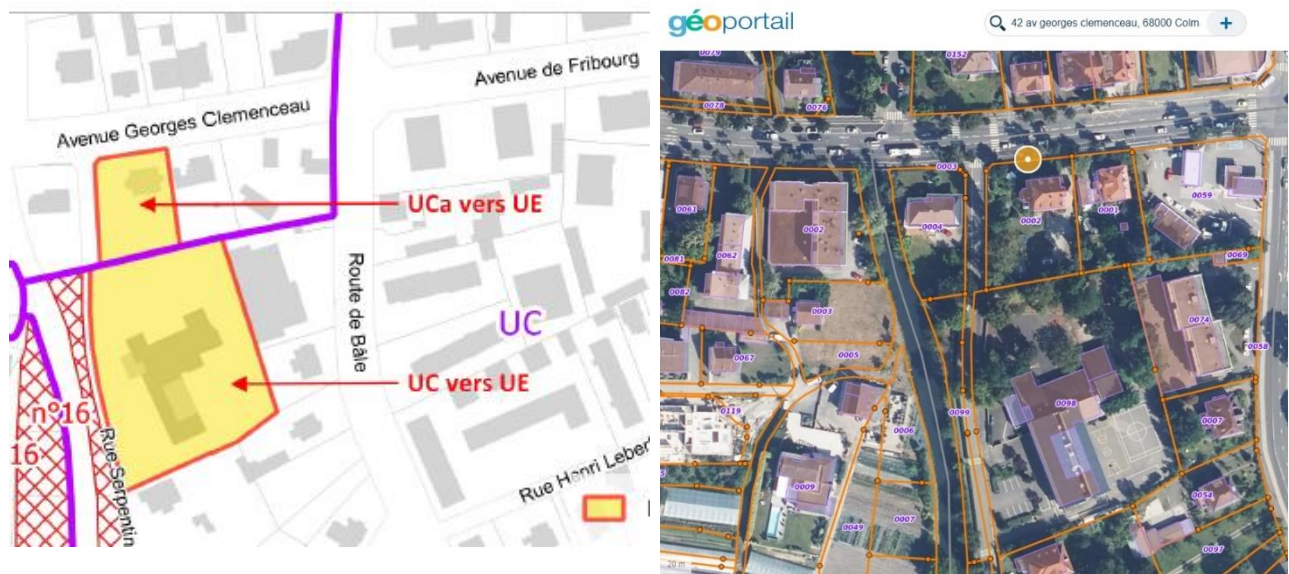 Avenue de Fribourg
Avenue Georges Clemenceau
UCa vers UE
Route de Bâle
UC
UC vers UE
n°16
16
Rue Serpentin
Rue Henri Leber
géoportail
42 av georges clemenceau, 68000 Colm
+
0079
0152
0078
0076
0003
0061
0002
0004
0002
0001
0059
0062
0081
0069
0082
0003
0074
0067
0005
0058
0119
0099
0098
0006
0007
0009
0054
0049
0007
0097
20 m